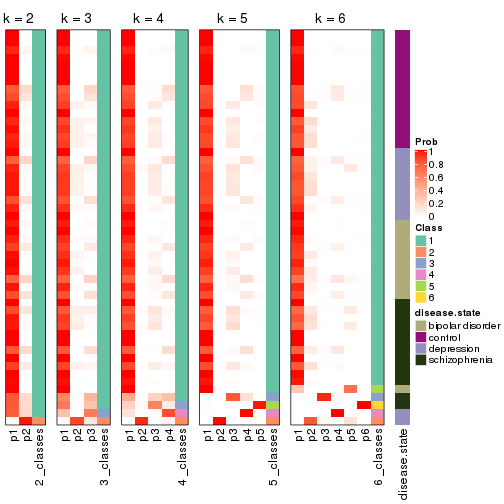 k = 2
k = 3
k = 4
k = 5
k = 6
Prob
1
0.8
0.6
0.4
0.2
0
Class
1
2
3
4
5
6
disease.state
bipolar disorder
control
depression
schizophrenia
p1
p2
2_classes
p1
p2
p3
3_classes
p1
p2
p3
p4
4_classes
p1
p2
p3
p4
p5
5_classes
p1
p2
p3
p4
p5
p6
6_classes
disease.state